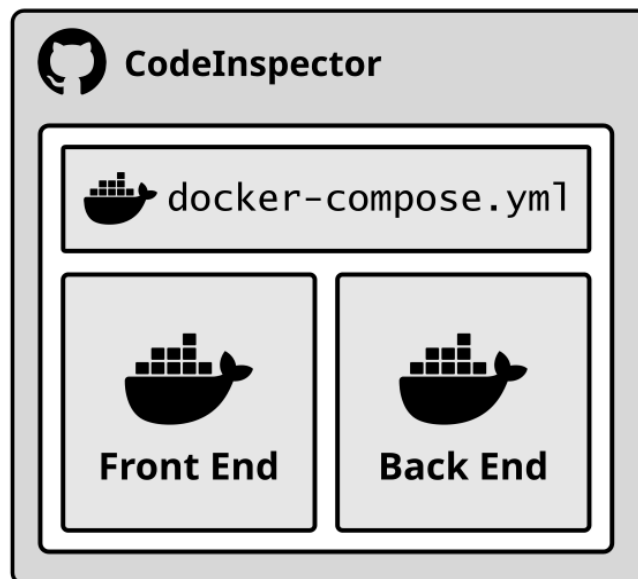 CodeInspector
docker-compose.yml
Front End
Back End